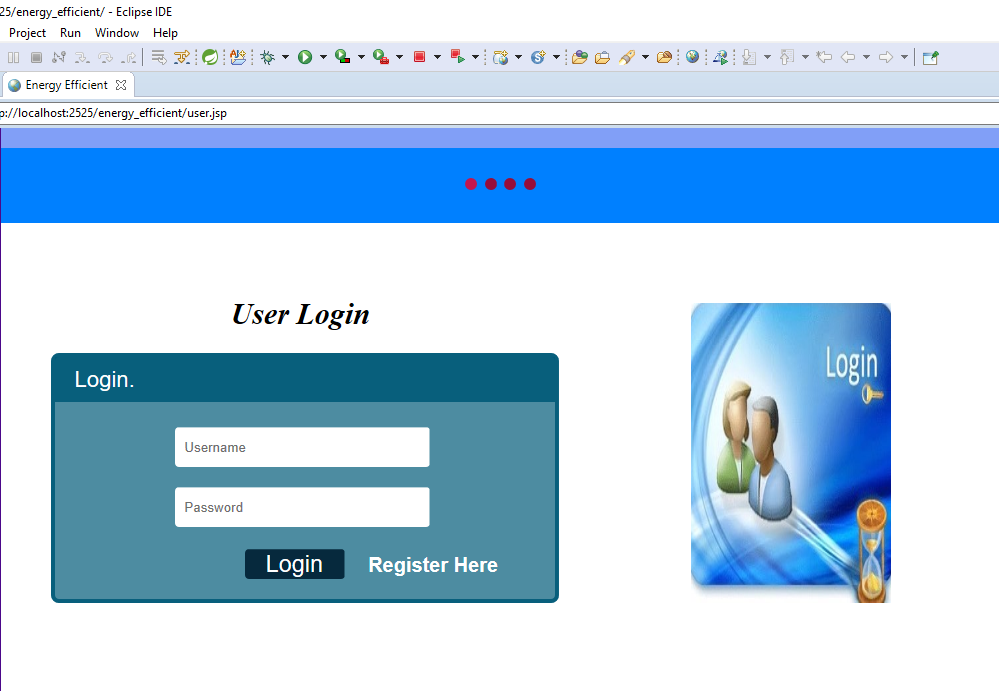 25/energy_efficient/ - Eclipse IDE
Project Run Window Help
Energy Efficient
p://localhost:2525/energy_efficient/user.jsp
User Login
Login.
Login
Username
Password
Login Register Here